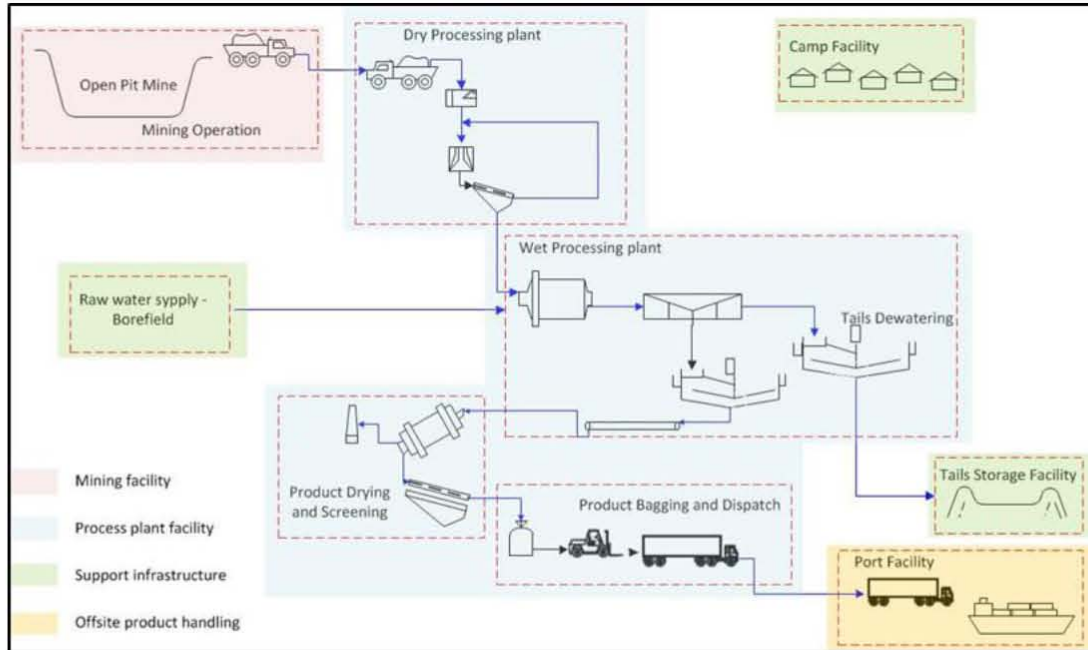 Dry Processing plant
Camp Facility
Open Pit Mine
Mining Operation
Wet Processing plant
Raw water sypply -
Borefield
Tails Dewatering
Mining facility
Process plant facility
Support infrastructure
Offsite product handling
Product Drying
and Screening
Product Bagging and Dispatch
Tails Storage Facility
Port Facility